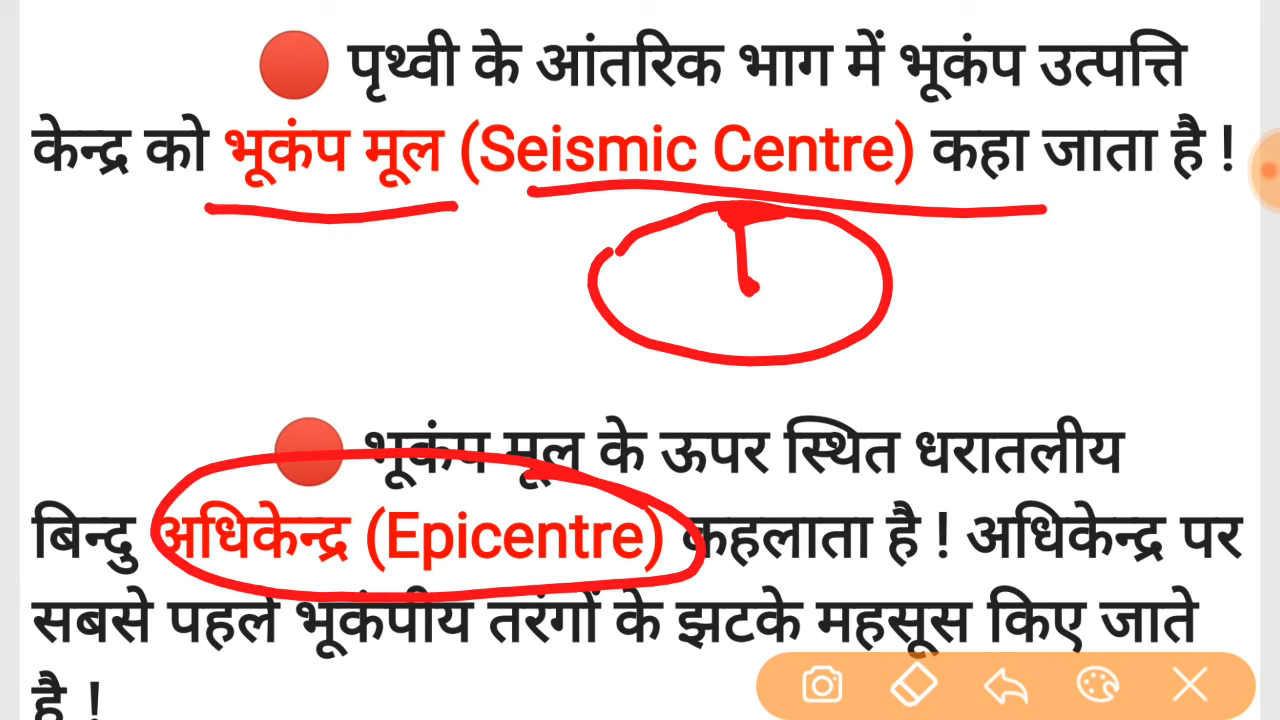 पृथ्वी के आंतरिक भाग में भूकंप उत्पत्ति
केन्द्र को भूकंप मूल (Seismic Centre) कहा जाता है !
भूकंप मूल के ऊपर स्थित धरातलीय
बिन्दु अधिकेन्द्र (Epicentre) कहलाता है ! अधिकेन्द्र पर
सबसे पहले भूकंपीय तरंगों के झटके महसूस किए जाते
है !